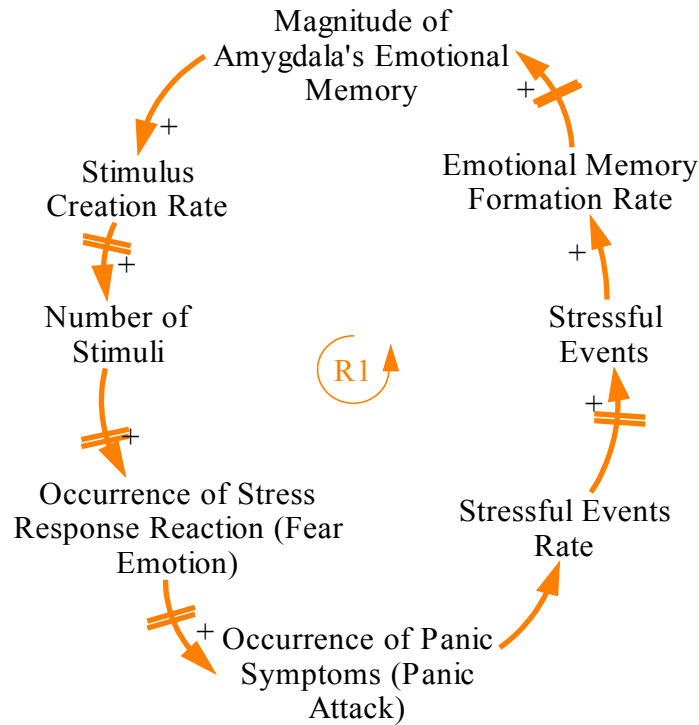 Magnitude of
Amygdala's Emotional
Memory
+
+
Stimulus
Creation Rate
Emotional Memory
Formation Rate
+
+
Number of
Stimuli
Stressful
Events
R1
+
+
Occurrence of Stress
Response Reaction (Fear
Emotion)
Stressful Events
Rate
+
Occurrence of Panic
Symptoms (Panic
Attack)